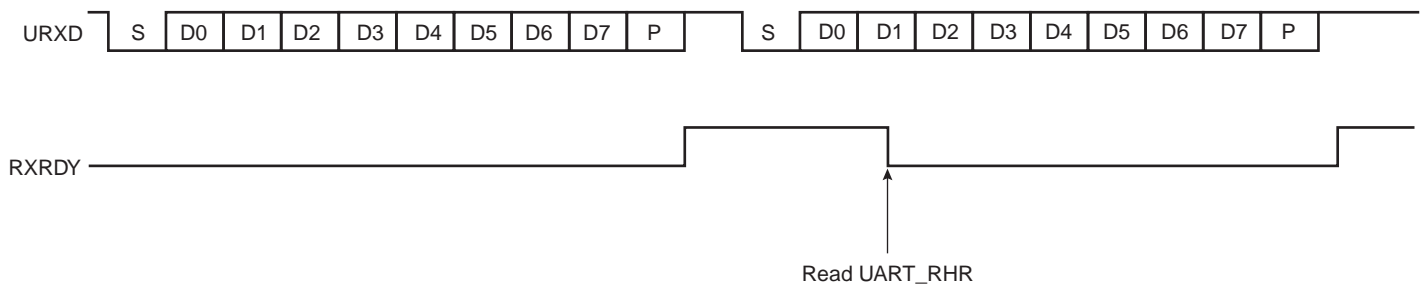 URXD S D0 D1 D2 D3 D4 D5 D6 D7 P S D0 D1 D2 D3 D4 D5 D6 D7 P
RXRDY
Read UART_RHR